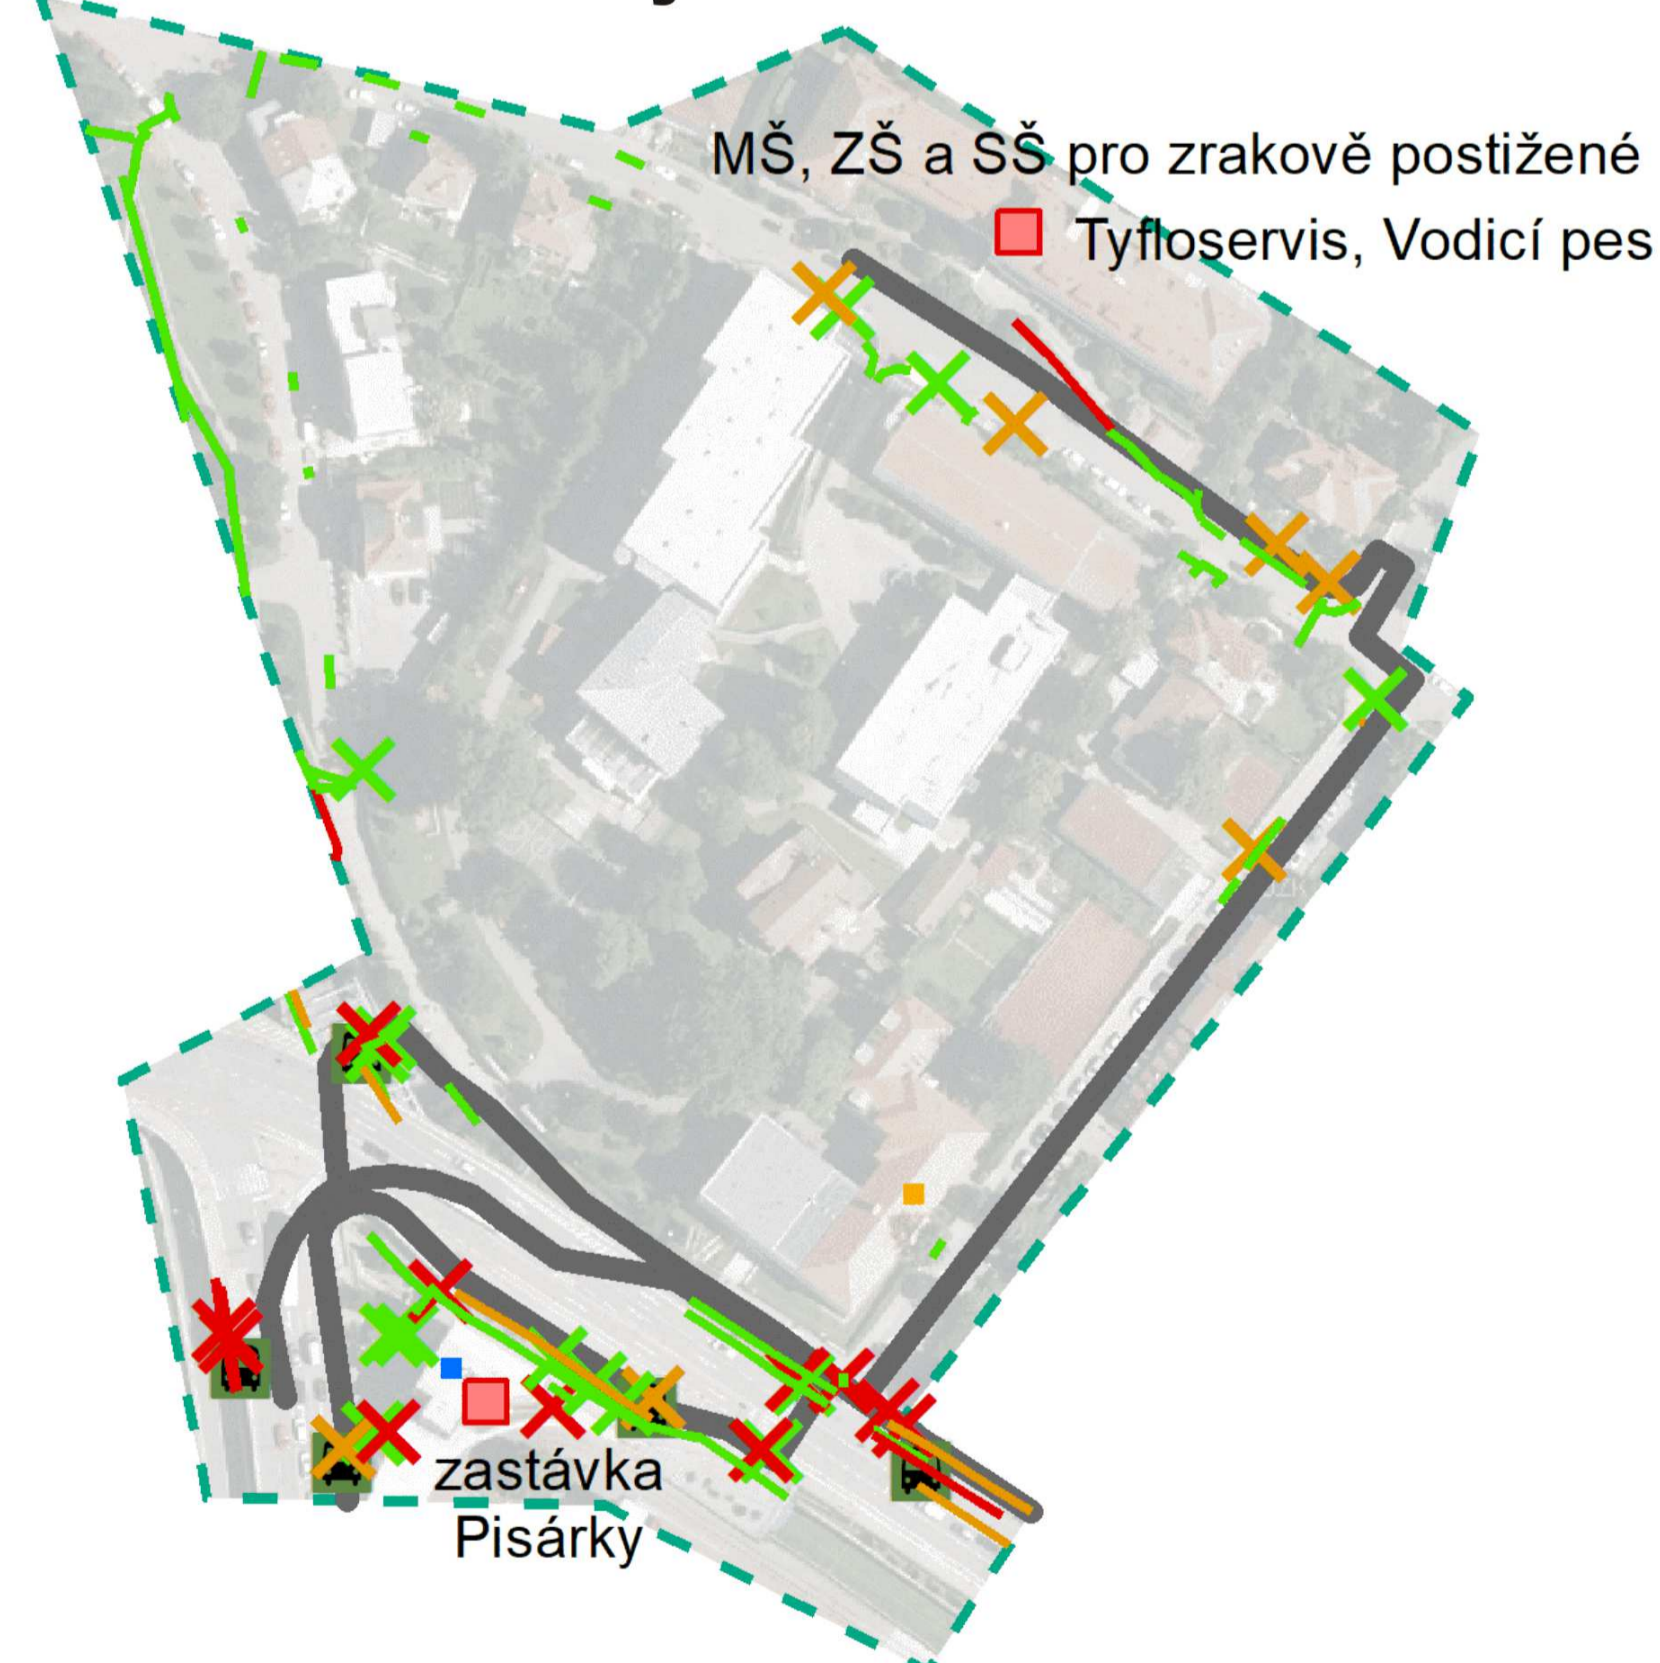 MŠ, ZŠ a SŠ pro zrakově postižené
Tyfloservis, Vodicí pes
zastávka
Pisárky